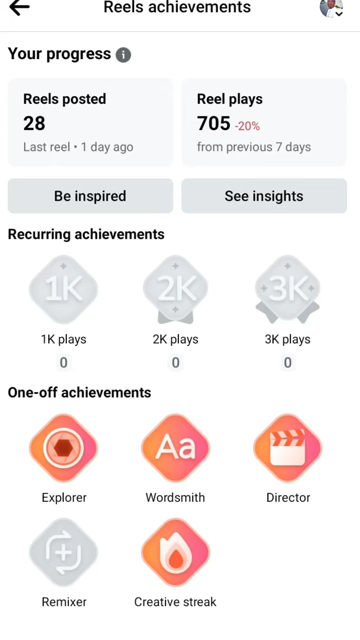 Reels achievements
Your progress
Reels posted
28
Last reel • 1 day ago
Reel plays
705 -20%
from previous 7 days
Be inspired
See insights
Recurring achievements
1K 2K 3K
1K plays 2K plays 3K plays
0 0 0
One-off achievements
Aa
Explorer Wordsmith Director
Remixer Creative streak